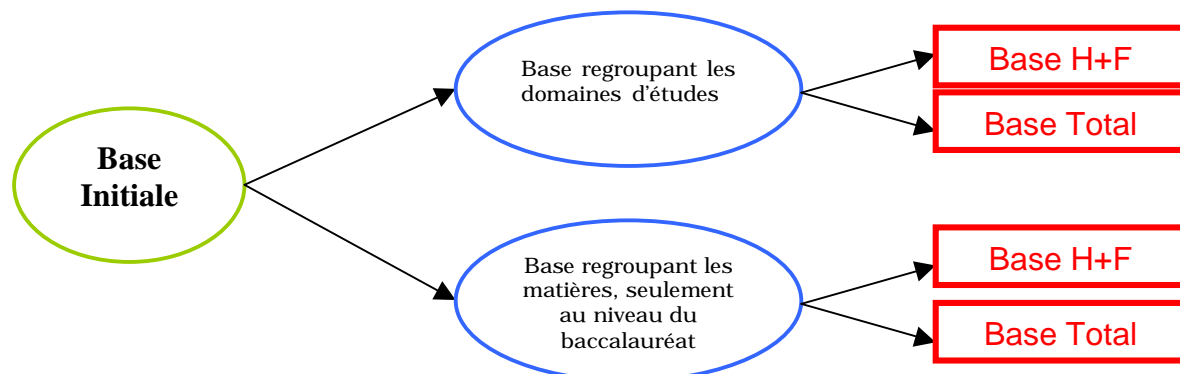 Base
Initiale
Base regroupant les
domaines d'études
Base H+F
Base Total
Base regroupant les
matières, seulement
au niveau du
baccalauréat
Base H+F
Base Total